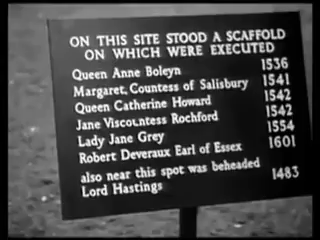 ON THIS SITE STOOD A SCAFFOLD
ON WHICH WERE EXECUTED
Queen Anne Boleyn 1536
Margaret, Countess of Salisbury 1541
Queen Catherine Howard 1542
Jane Viscountess Rochford 1542
Lady Jane Grey 1554
Robert Deveraux Earl of Essex 1601
also near this spot was beheaded
Lord Hastings 1483